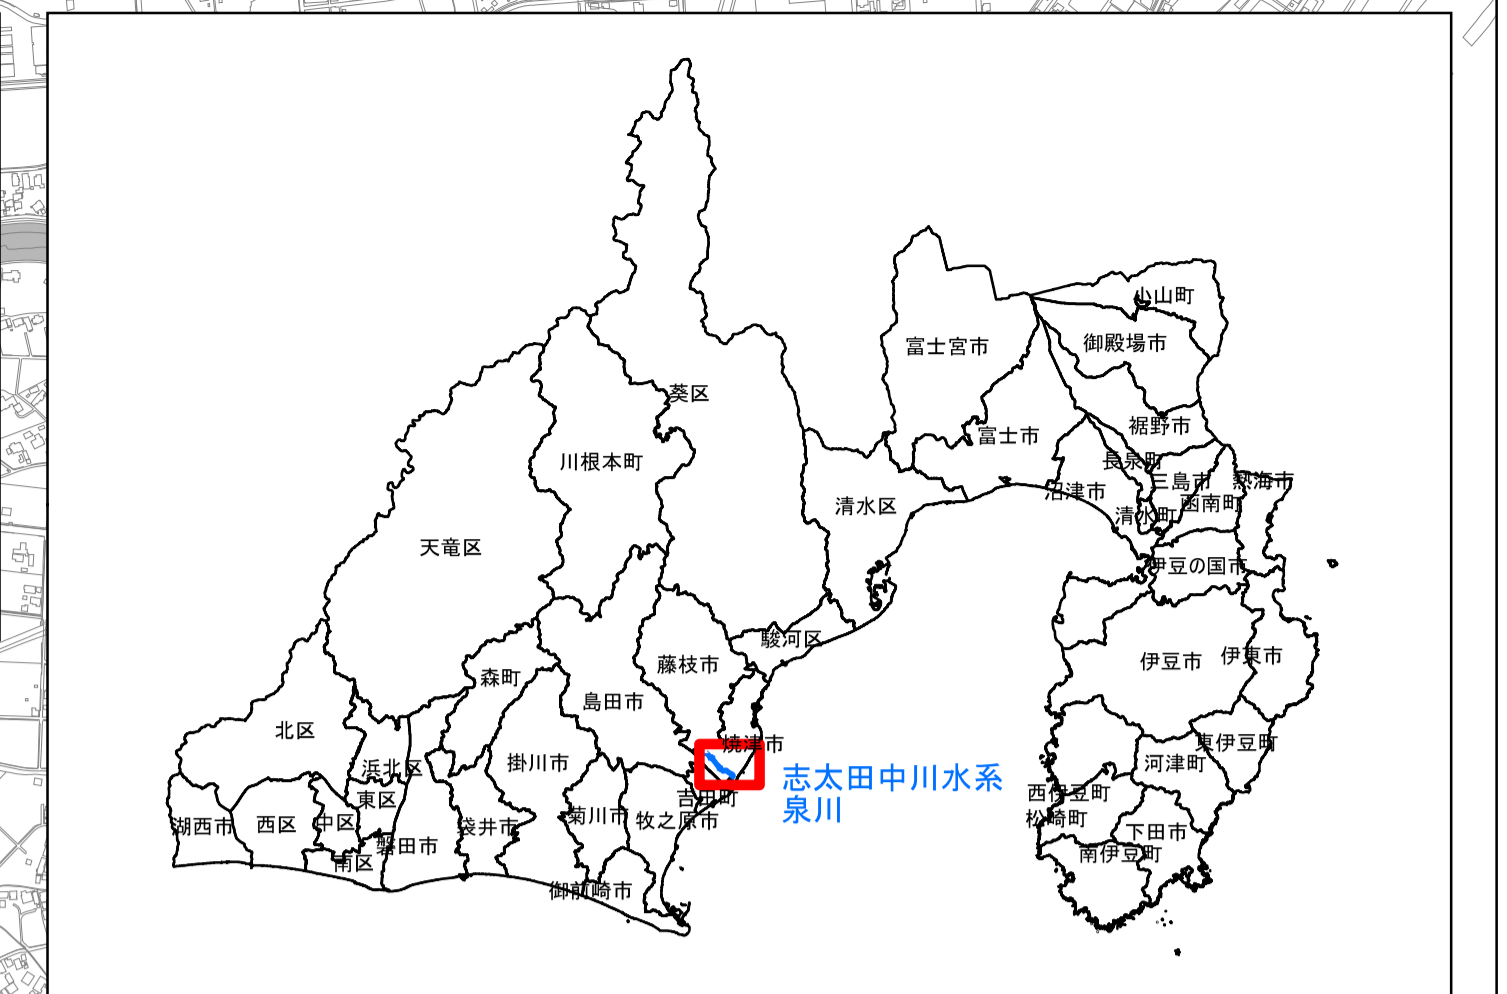 小山町
御殿場市
富士宮市
葵区
裾野市
富士市
長泉町
川根本町
三島市
熱海市
沼津市
函南町
清水区
清水町
天竜区
伊豆の国市
駿河区
伊豆市
伊東市
藤枝市
森町
島田市
北区
焼津市
東伊豆町
掛川市
河津町
浜北区
志太田中川水系
泉川
西伊豆町
東区
吉田町
松崎町
湖西市
西区
中区
袋井市
菊川市
牧之原市
下田市
磐田市
南伊豆町
南区
御前崎市